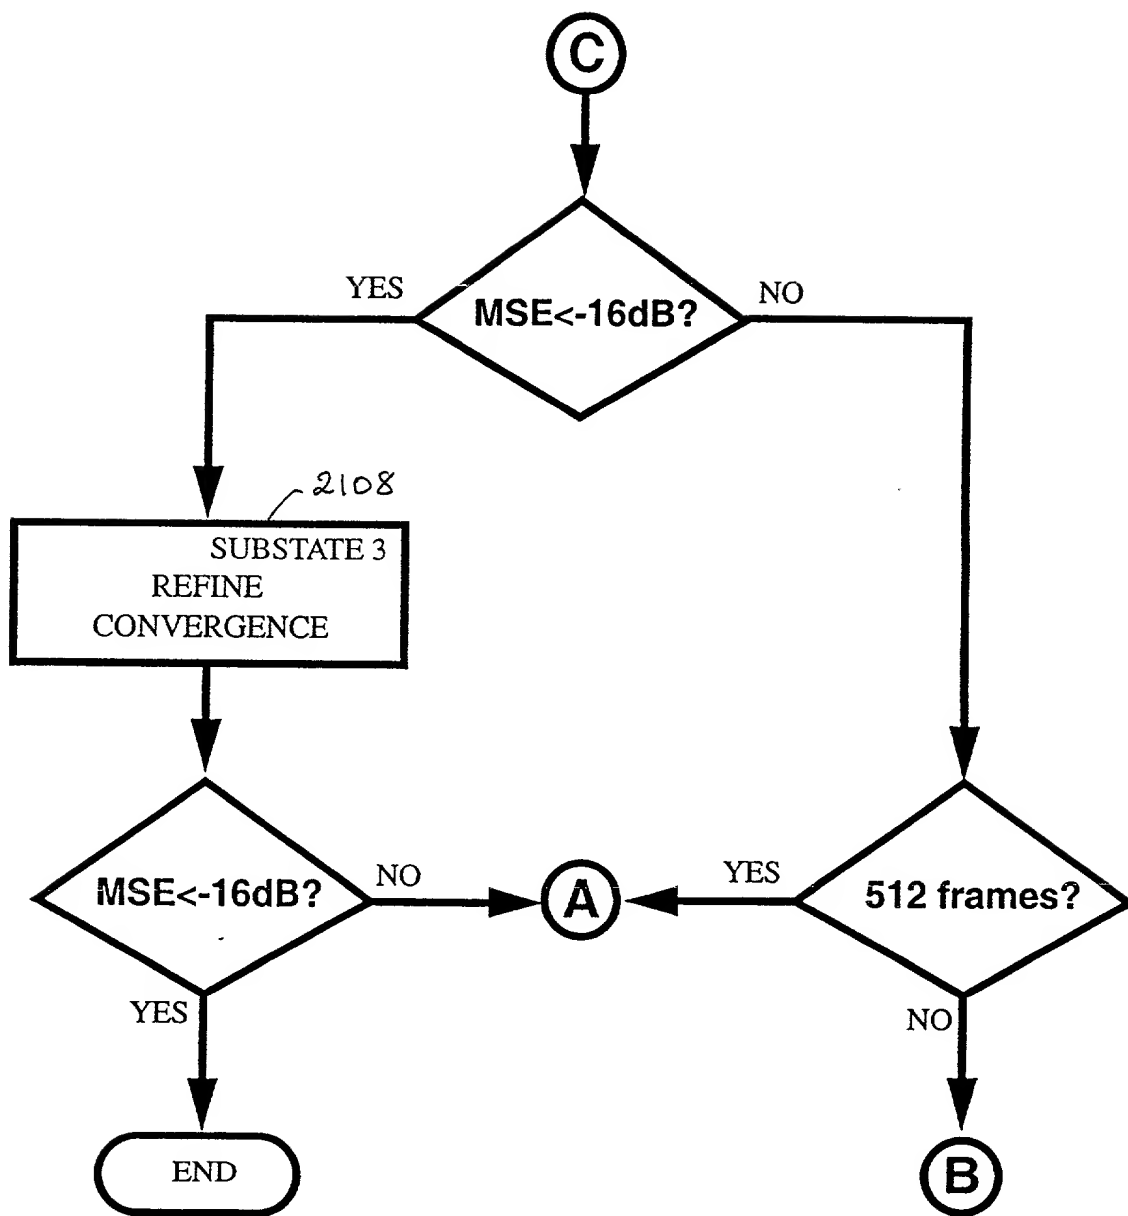 C
YES
MSE<-16dB?
NO
2108
SUBSTATE 3
REFINE
CONVERGENCE
MSE<-16dB?
NO
A
YES
512 frames?
YES
NO
END
B